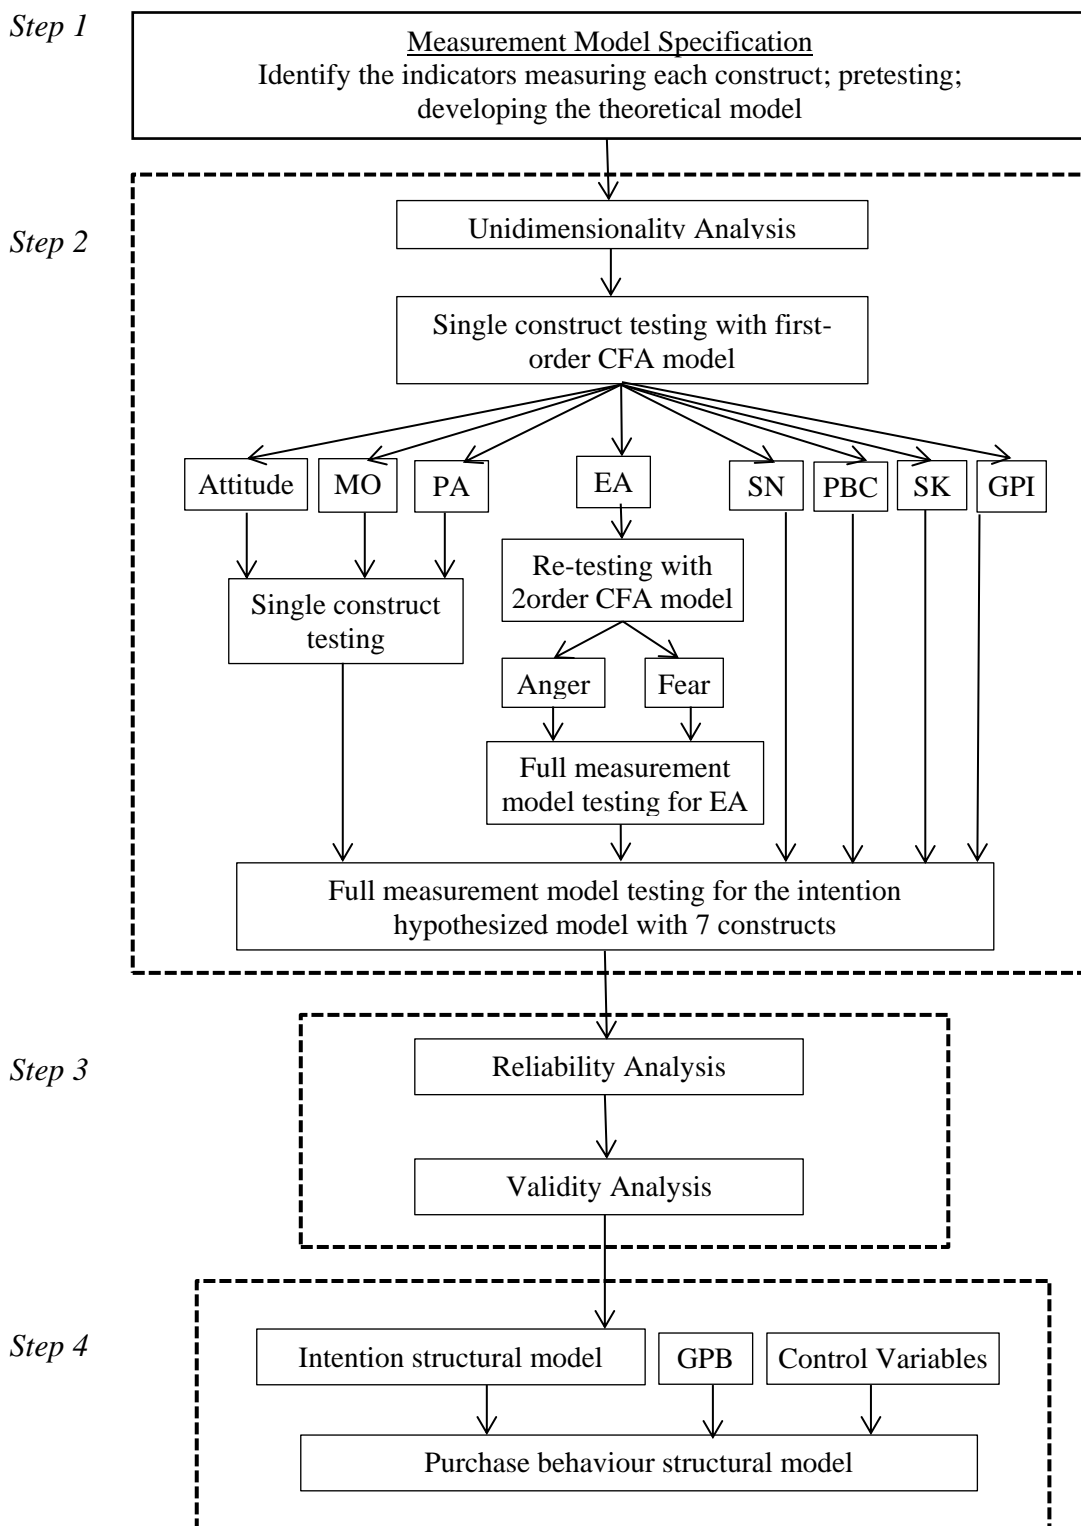 Step 1
Measurement Model Specification
Identify the indicators measuring each construct; pretesting;
developing the theoretical model
Step 2
Unidimensionality Analysis
Single construct testing with first-
order CFA model
Attitude
MO
PA
EA
SN
PBC
SK
GPI
Single construct
testing
Re-testing with
2order CFA model
Anger
Fear
Full measurement
model testing for EA
Full measurement model testing for the intention
hypothesized model with 7 constructs
Step 3
Reliability Analysis
Validity Analysis
Step 4
Intention structural model
GPB
Control Variables
Purchase behaviour structural model